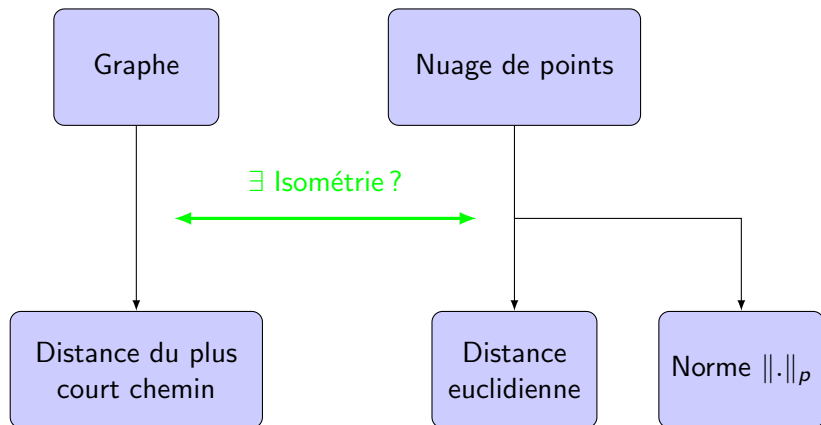 Graphe
Nuage de points
∃ Isométrie ?
Distance du plus
court chemin
Distance
euclidienne
Norme ‖.‖p